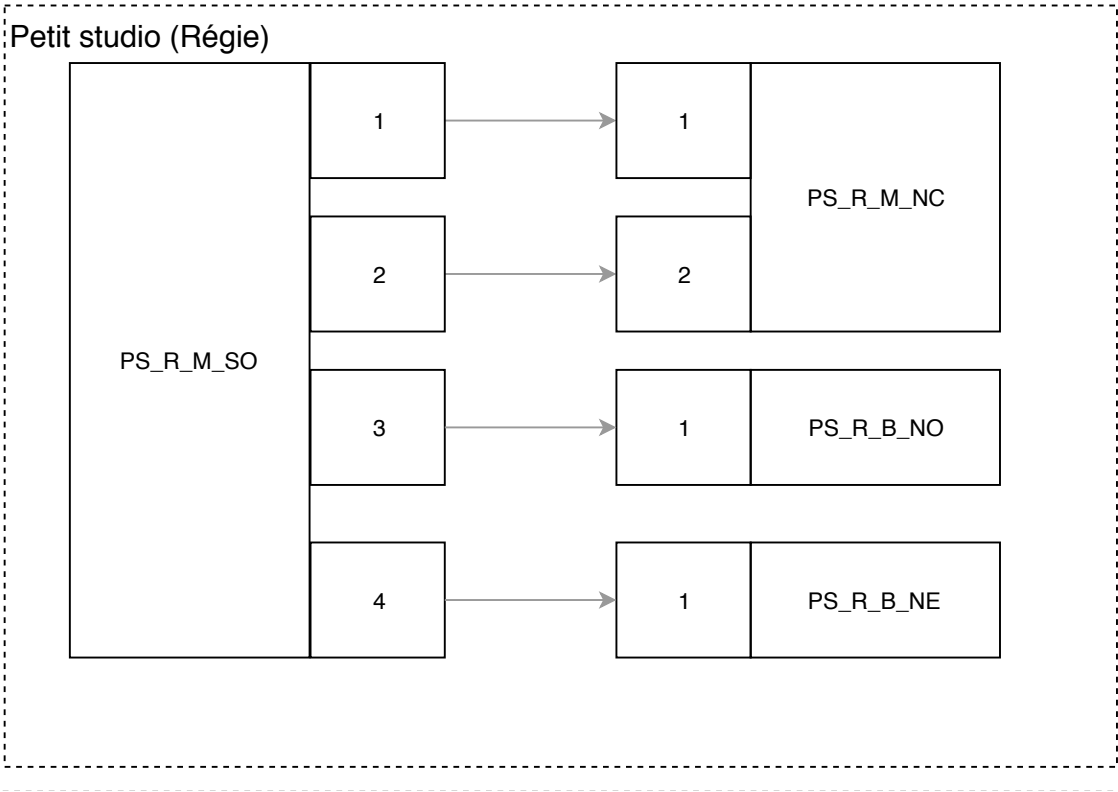 Petit studio (Régie)
1
1
PS_R_M_NC
2
2
PS_R_M_SO
3
1
PS_R_B_NO
4
1
PS_R_B_NE